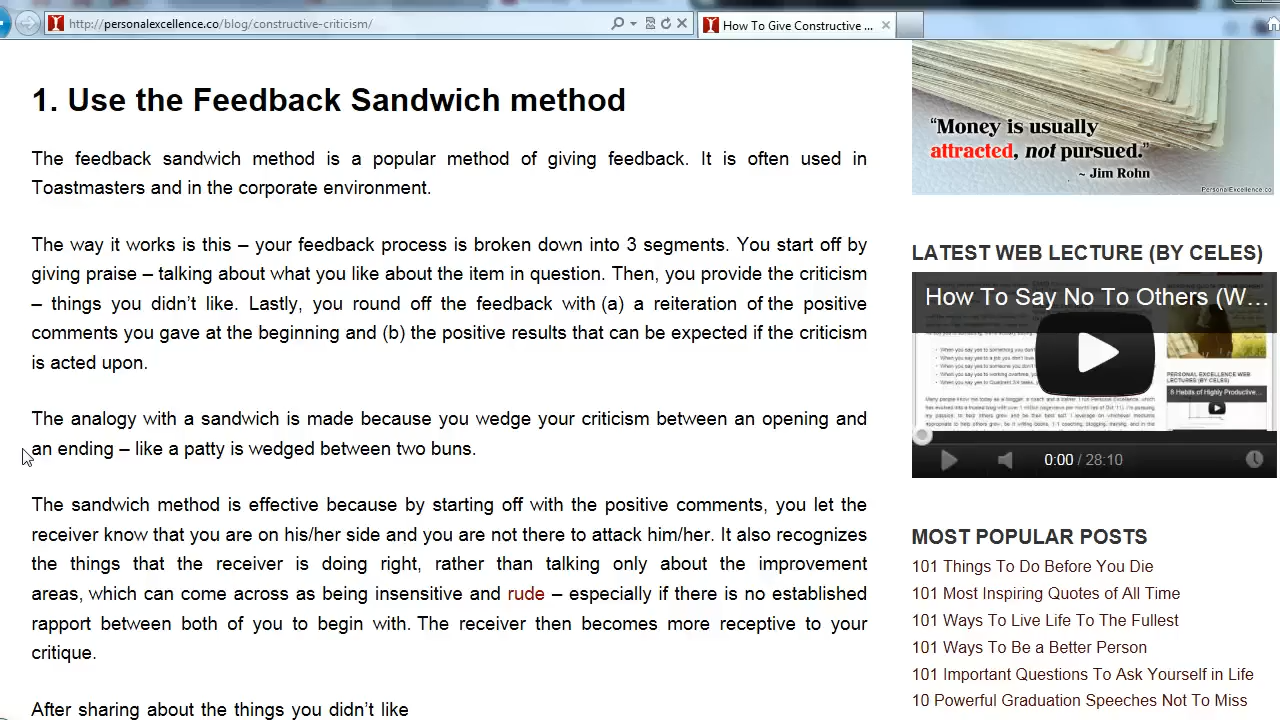 http://personalexcellence.co/blog/constructive-criticism/
How To Give Constructive ...
1. Use the Feedback Sandwich method
The feedback sandwich method is a popular method of giving feedback. It is often used in
Toastmasters and in the corporate environment.
The way it works is this – your feedback process is broken down into 3 segments. You start off by
giving praise – talking about what you like about the item in question. Then, you provide the criticism
– things you didn’t like. Lastly, you round off the feedback with (a) a reiteration of the positive
comments you gave at the beginning and (b) the positive results that can be expected if the criticism
is acted upon.
The analogy with a sandwich is made because you wedge your criticism between an opening and
an ending – like a patty is wedged between two buns.
The sandwich method is effective because by starting off with the positive comments, you let the
receiver know that you are on his/her side and you are not there to attack him/her. It also recognizes
the things that the receiver is doing right, rather than talking only about the improvement
areas, which can come across as being insensitive and rude – especially if there is no established
rapport between both of you to begin with. The receiver then becomes more receptive to your
critique.
After sharing about the things you didn’t like
“Money is usually
attracted, not pursued.”
~ Jim Rohn
PersonalExcellence.co
LATEST WEB LECTURE (BY CELES)
How To Say No To Others (W...
PERSONAL EXCELLENCE WEB
LECTURES (BY CELES)
8 Habits of Highly Productive...
0:00 / 28:10
MOST POPULAR POSTS
101 Things To Do Before You Die
101 Most Inspiring Quotes of All Time
101 Ways To Live Life To The Fullest
101 Ways To Be a Better Person
101 Important Questions To Ask Yourself in Life
10 Powerful Graduation Speeches Not To Miss